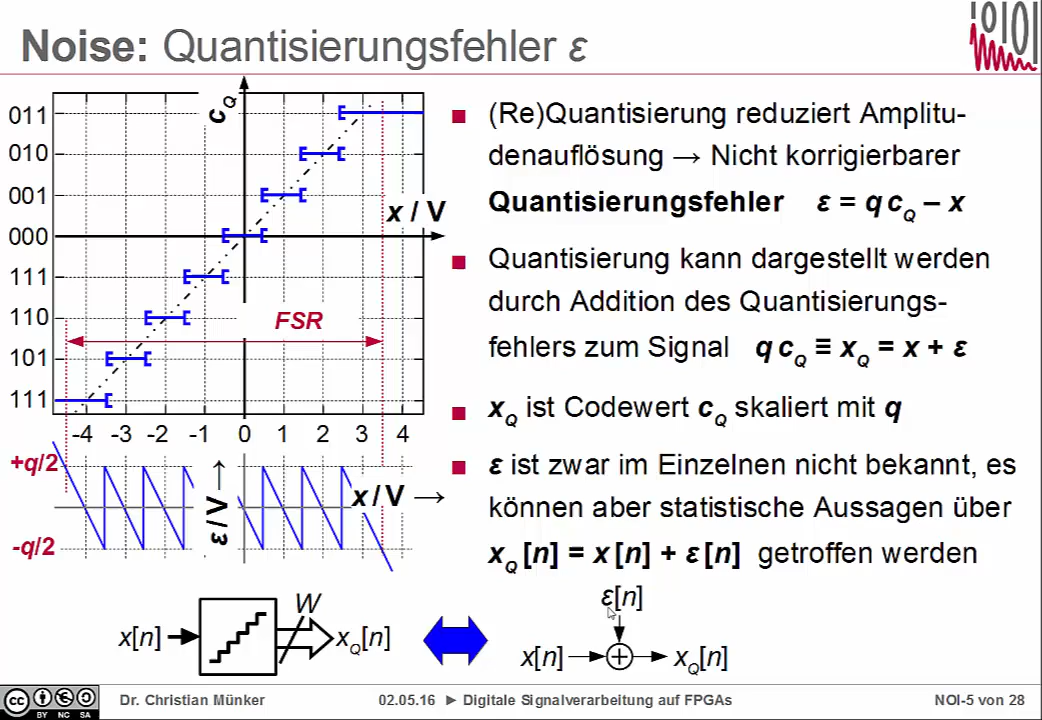 Noise: Quantisierungsfehler ε
c_Q
011
010
001
000
111
110
101
111
x / V
FSR
-4 -3 -2 -1 0 1 2 3 4
+q/2
-q/2
ε / V →
x / V →
(Re)Quantisierung reduziert Amplitu-
denauflösung → Nicht korrigierbarer
Quantisierungsfehler ε = q c_Q – x
Quantisierung kann dargestellt werden
durch Addition des Quantisierungs-
fehlers zum Signal q c_Q ≡ x_Q = x + ε
x_Q ist Codewert c_Q skaliert mit q
ε ist zwar im Einzelnen nicht bekannt, es
können aber statistische Aussagen über
x_Q [n] = x [n] + ε [n] getroffen werden
x[n]
W
x_Q[n]
ε[n]
x[n]
+
x_Q[n]
cc BY NC SA
Dr. Christian Münker
02.05.16 ► Digitale Signalverarbeitung auf FPGAs
NOI-5 von 28